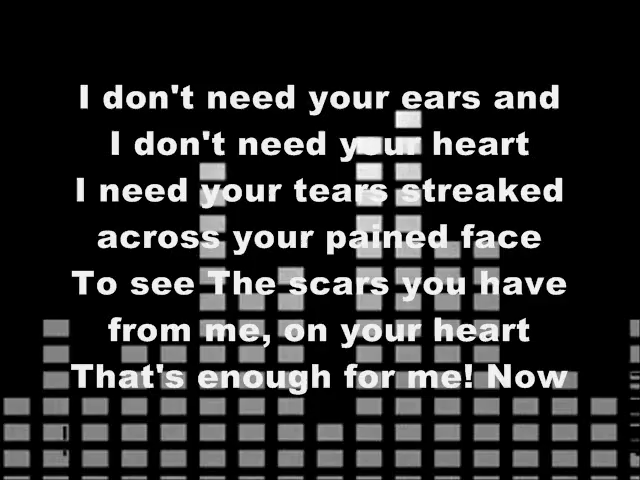 I don't need your ears and
I don't need your heart
I need your tears streaked
across your pained face
To see The scars you have
from me, on your heart
That's enough for me! Now